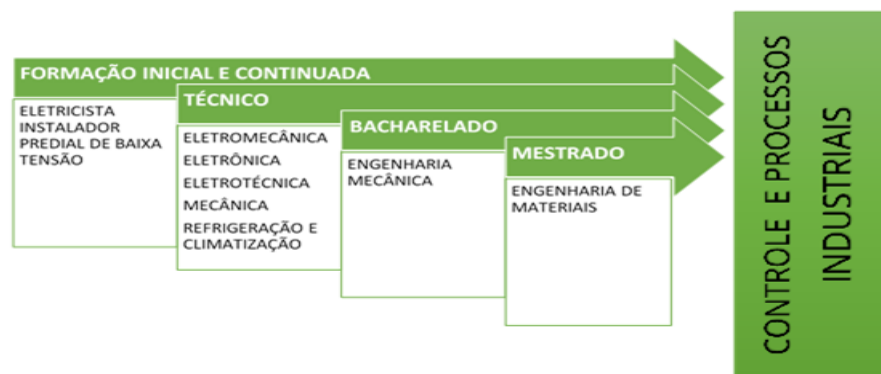 FORMAÇÃO INICIAL E CONTINUADA
ELETRICISTA
INSTALADOR
PREDIAL DE BAIXA
TENSÃO
TÉCNICO
ELETROMECÂNICA
ELETRÔNICA
ELETROTÉCNICA
MECÂNICA
REFRIGERAÇÃO E
CLIMATIZAÇÃO
BACHARELADO
ENGENHARIA
MECÂNICA
MESTRADO
ENGENHARIA DE
MATERIAIS
CONTROLE E PROCESSOS
INDUSTRIAIS